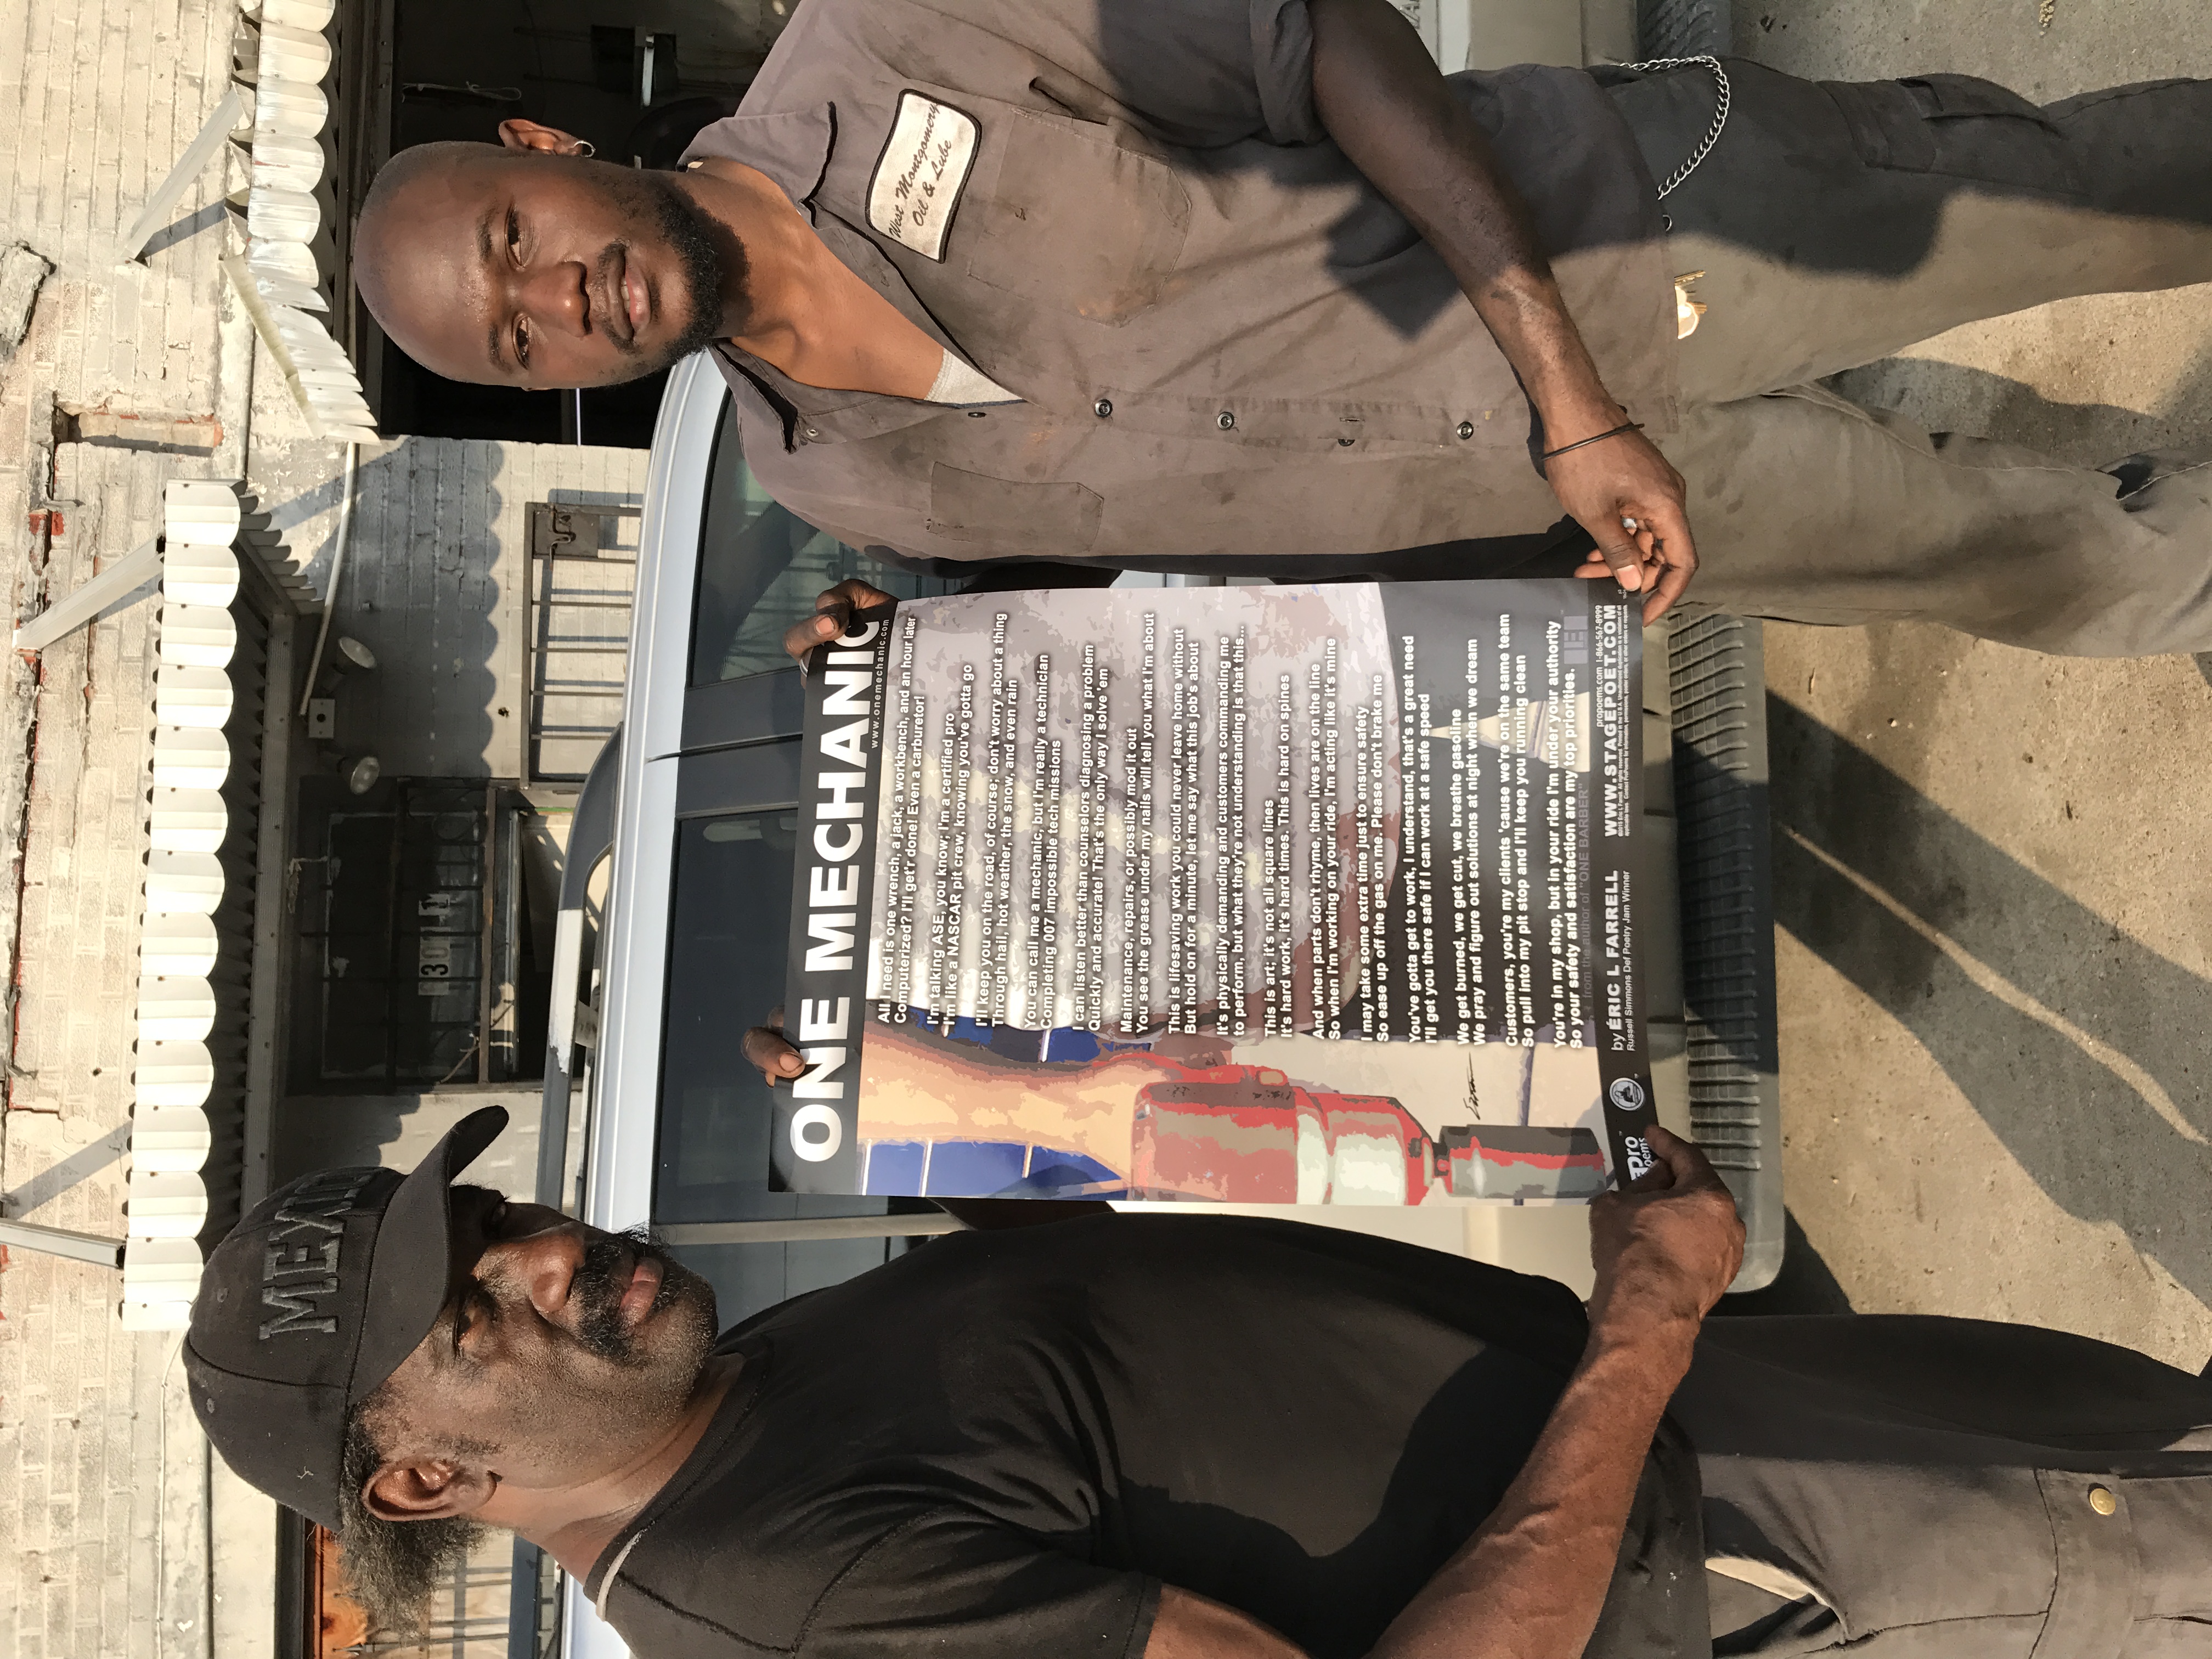 MEXICO
West Montgomery
Oil & Lube
1301
ONE MECHANIC
www.onemechanic.com
All I need is one wrench, a jack, a workbench, and an hour later
Computerized? I'll get'r done! Even a carburetor!
I'm talking ASE, you know, I'm a certified pro
I'm like a NASCAR pit crew, knowing you've gotta go
I'll keep you on the road, of course; don't worry about a thing
Through hail, hot weather, the snow, and even rain
You can call me a mechanic, but I'm really a technician
Completing 007 Impossible tech missions
I can listen better than counselors diagnosing a problem
Quickly and accurate! That's the only way I solve 'em
Maintenance, repairs, or possibly mod it out
You see the grease under my nails will tell you what I'm about
This is lifesaving work you could never leave home without
But hold on for a minute, let me say what this job's about
It's physically demanding and customers commanding me
to perform, but what they're not understanding is that this...
This is art; it's not all square lines
It's hard work, it's hard times. This is hard on spines
And when parts don't rhyme, then lives are on the line
So when I'm working on your ride, I'm acting like it's mine
I may take some extra time just to ensure safety
So ease up off the gas on me. Please don't brake me
You've gotta get to work, I understand, that's a great need
I'll get you there safe if I can work at a safe speed
We get burned, we get cut, we breathe gasoline
We pray and figure out solutions at night when we dream
Customers, you're my clients 'cause we're on the same team
So pull into my pit stop and I'll keep you running clean
You're in my shop, but in your ride I'm under your authority
So your safety and satisfaction are my top priorities.
from the author of "ONE BARBER"
Pro
poems
by ÉRIC L FARRELL
Russell Simmons Def Poetry Jam Winner
propoems.com 1-866-567-8999
WWW.STAGEPOET.COM